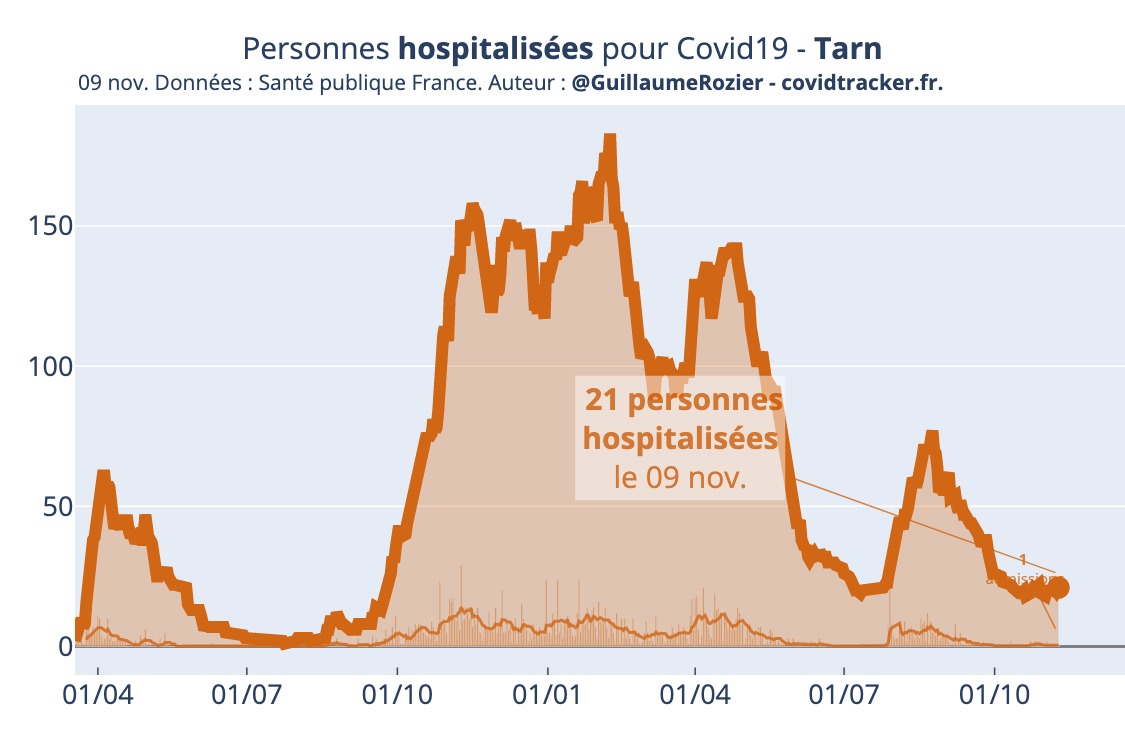 Personnes hospitalisées pour Covid19 - Tarn
09 nov. Données : Santé publique France. Auteur : @GuillaumeRozier - covidtracker.fr.
150
100
50
0
21 personnes
hospitalisées
le 09 nov.
1
admissions
01/04
01/07
01/10
01/01
01/04
01/07
01/10